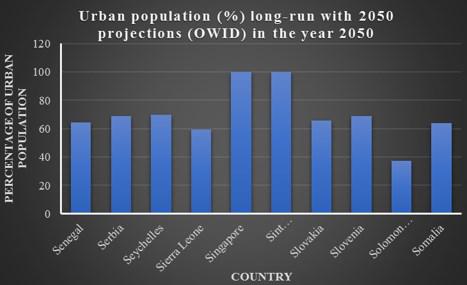 Urban population (%) long-run with 2050
projections (OWID) in the year 2050
PERCENTAGE OF URBAN
POPULATION
120
100
80
60
40
20
0
Senegal
Serbia
Seychelles
Sierra Leone
Singapore
Sint...
Slovakia
Slovenia
Solomon...
Somalia
COUNTRY